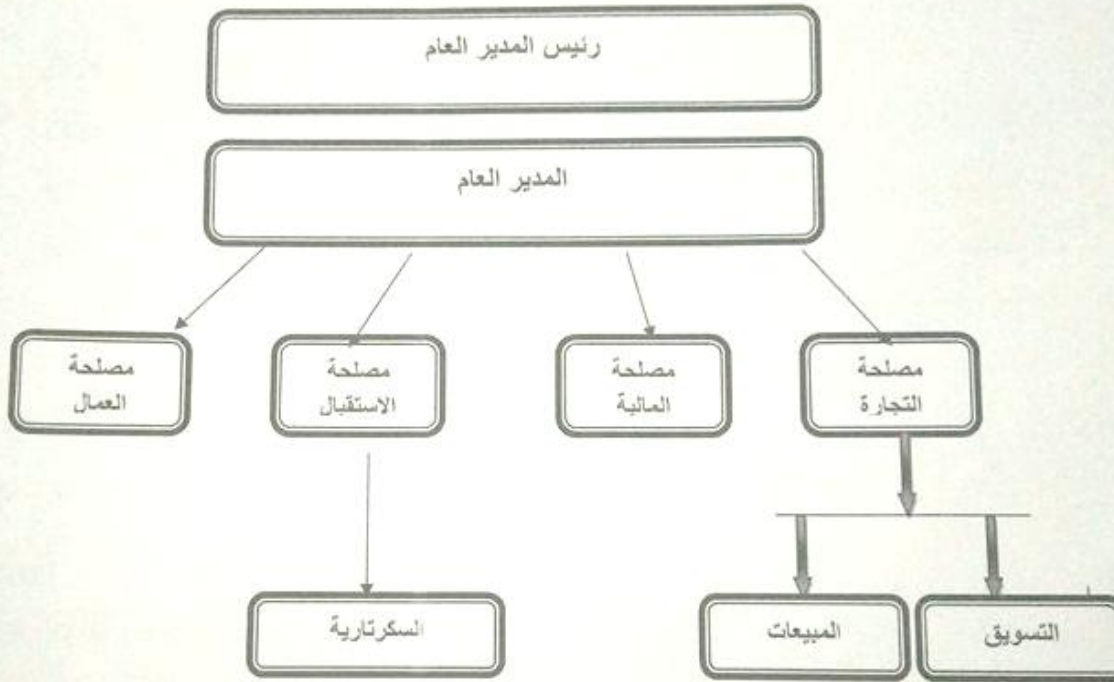 رئيس المدير العام
المدير العام
مصلحة
التجارة
مصلحة
المالية
مصلحة
الاستقبال
مصلحة
العمال
التسويق
المبيعات
السكرتارية